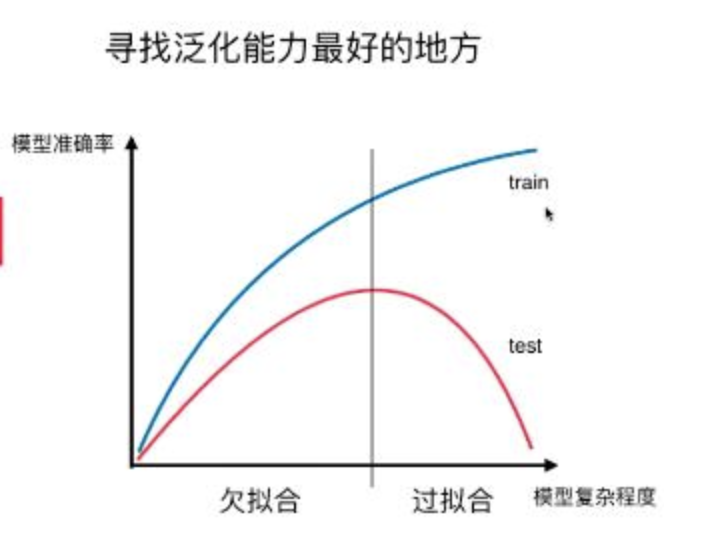 寻找泛化能力最好的地方
模型准确率
train
test
欠拟合
过拟合
模型复杂程度